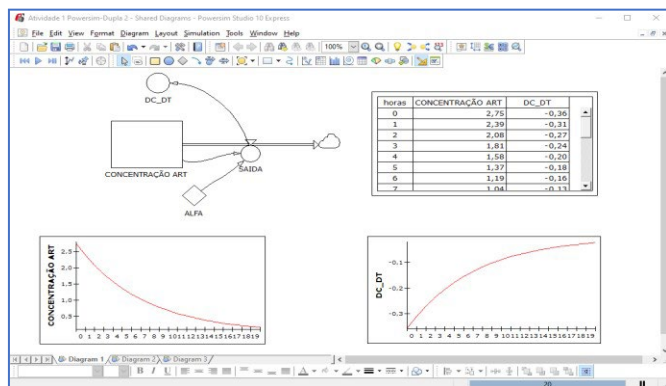 Atividade 1 Powersim-Dupla.2 - Shared Diagrams - Powersim Studio 10 Express
File Edit View Format Diagram Layout Simulation Tools Window Help
100%
DC_DT
CONCENTRAÇÃO ART
SAIDA
ALFA
horas CONCENTRAÇÃO ART DC_DT
0 2,75 -0,36
1 2,39 -0,31
2 2,08 -0,27
3 1,81 -0,24
4 1,58 -0,20
5 1,37 -0,18
6 1,19 -0,16
7 1,04 -0,13
CONCENTRAÇÃO ART
2,5
2,0
1,5
1,0
0,5
0 1 2 3 4 5 6 7 8 9 10 11 12 13 14 15 16 17 18 19
DC_DT
-0,1
-0,2
-0,3
0 1 2 3 4 5 6 7 8 9 10 11 12 13 14 15 16 17 18 19
Diagram 1 Diagram 2 Diagram 3
B I U
20